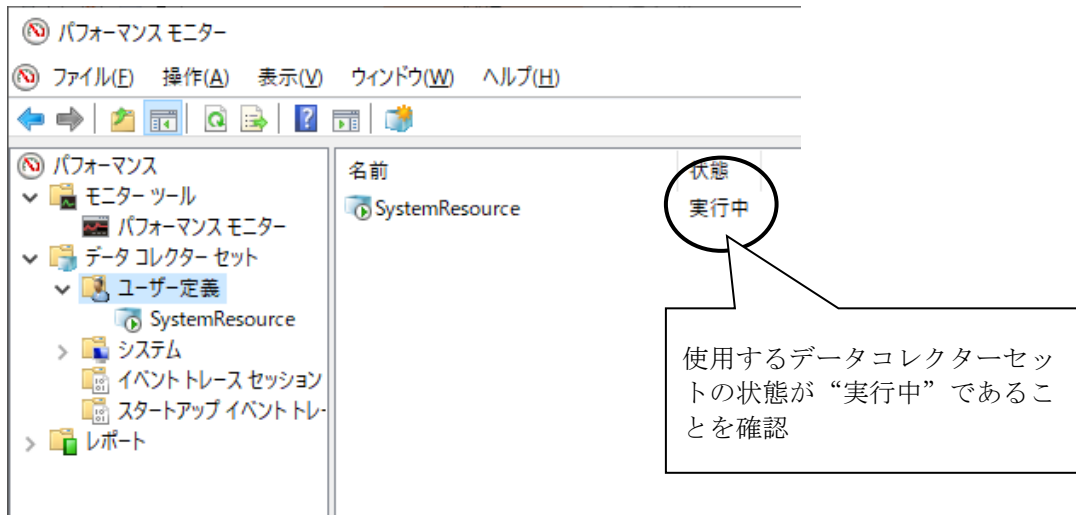 パフォーマンス モニター
ファイル(F) 操作(A) 表示(V) ウィンドウ(W) ヘルプ(H)
パフォーマンス
モニター ツール
パフォーマンス モニター
データ コレクター セット
ユーザー定義
SystemResource
システム
イベント トレース セッション
スタートアップ イベント トレ-
レポート
名前 状態
SystemResource 実行中
使用するデータコレクターセッ
トの状態が“実行中”であるこ
とを確認